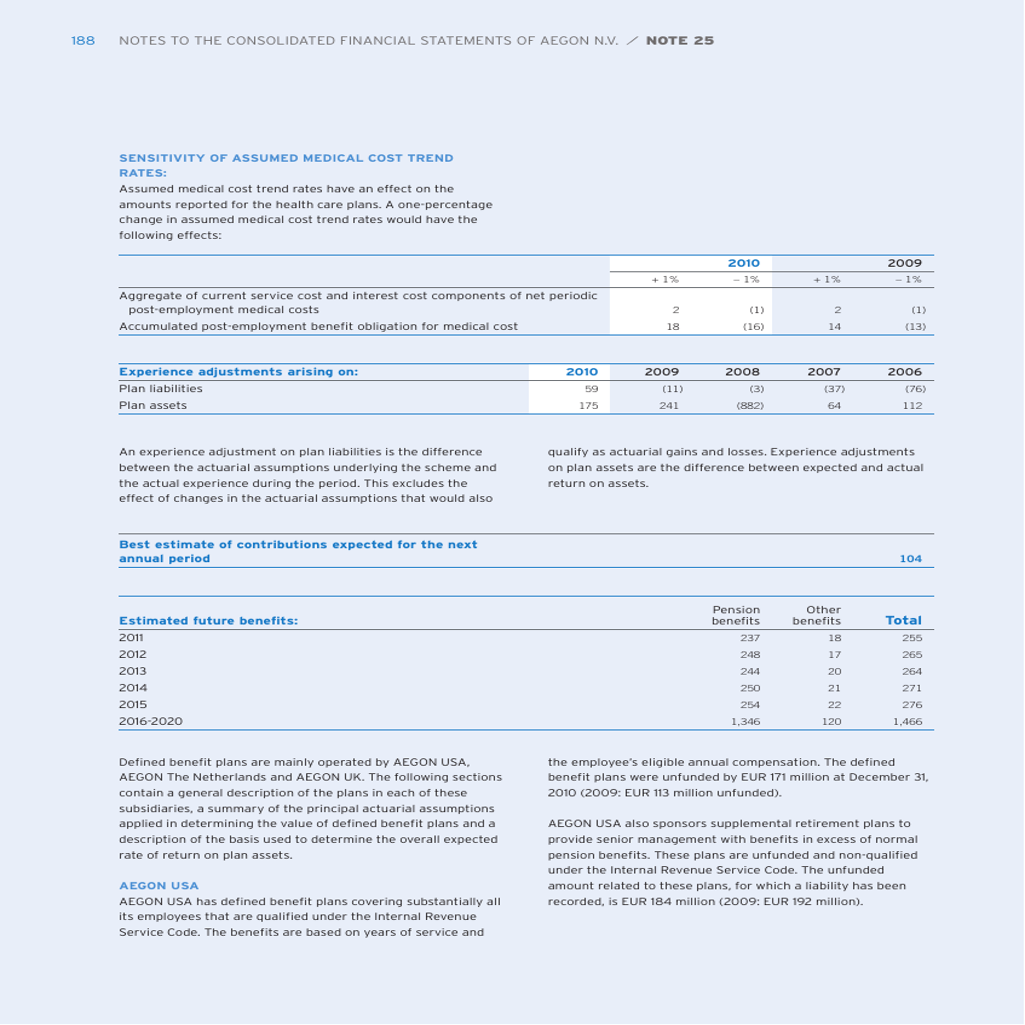 188 NOTES TO THE CONSOLIDATED FINANCIAL STATEMENTS OF AEGON N.V. / NOTE 25
SENSITIVITY OF ASSUMED MEDICAL COST TREND
RATES:
Assumed medical cost trend rates have an effect on the
amounts reported for the health care plans. A one-percentage
change in assumed medical cost trend rates would have the
following effects:
2010 2009
+ 1% – 1% + 1% – 1%
Aggregate of current service cost and interest cost components of net periodic
post-employment medical costs 2 (1) 2 (1)
Accumulated post-employment benefit obligation for medical cost 18 (16) 14 (13)
Experience adjustments arising on: 2010 2009 2008 2007 2006
Plan liabilities 59 (11) (3) (37) (76)
Plan assets 175 241 (882) 64 112
An experience adjustment on plan liabilities is the difference
between the actuarial assumptions underlying the scheme and
the actual experience during the period. This excludes the
effect of changes in the actuarial assumptions that would also
qualify as actuarial gains and losses. Experience adjustments
on plan assets are the difference between expected and actual
return on assets.
Best estimate of contributions expected for the next
annual period 104
Pension Other
Estimated future benefits: benefits benefits Total
2011 237 18 255
2012 248 17 265
2013 244 20 264
2014 250 21 271
2015 254 22 276
2016-2020 1,346 120 1,466
Defined benefit plans are mainly operated by AEGON USA,
AEGON The Netherlands and AEGON UK. The following sections
contain a general description of the plans in each of these
subsidiaries, a summary of the principal actuarial assumptions
applied in determining the value of defined benefit plans and a
description of the basis used to determine the overall expected
rate of return on plan assets.
AEGON USA
AEGON USA has defined benefit plans covering substantially all
its employees that are qualified under the Internal Revenue
Service Code. The benefits are based on years of service and
the employee's eligible annual compensation. The defined
benefit plans were unfunded by EUR 171 million at December 31,
2010 (2009: EUR 113 million unfunded).
AEGON USA also sponsors supplemental retirement plans to
provide senior management with benefits in excess of normal
pension benefits. These plans are unfunded and non-qualified
under the Internal Revenue Service Code. The unfunded
amount related to these plans, for which a liability has been
recorded, is EUR 184 million (2009: EUR 192 million).